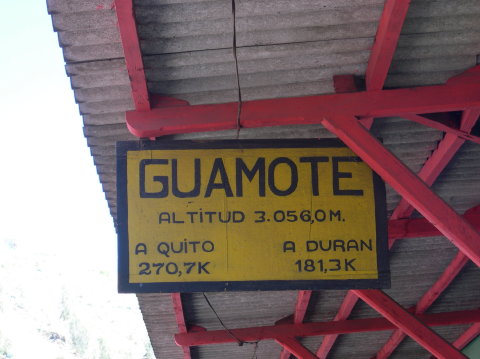 GUAMOTE
ALTITUD 3.056,0M.
A QUITO A DURAN
270,7K 181,3K